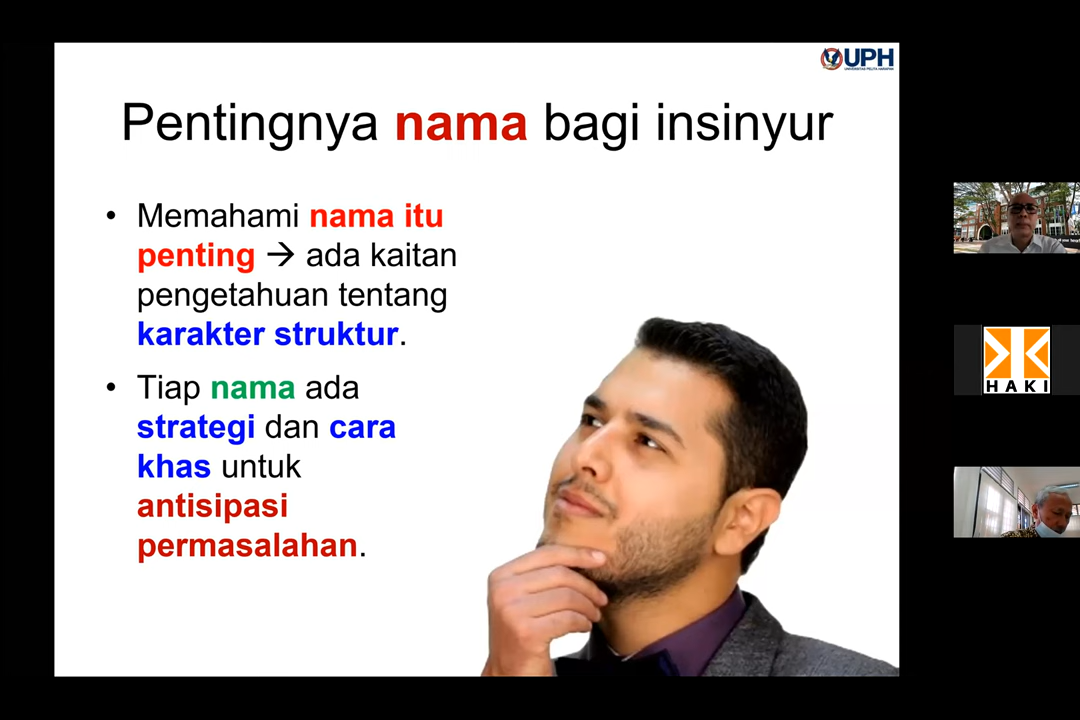 UPH
UNIVERSITAS PELITA HARAPAN
Pentingnya nama bagi insinyur
• Memahami nama itu
penting → ada kaitan
pengetahuan tentang
karakter struktur.
• Tiap nama ada
strategi dan cara
khas untuk
antisipasi
permasalahan.
HAKI